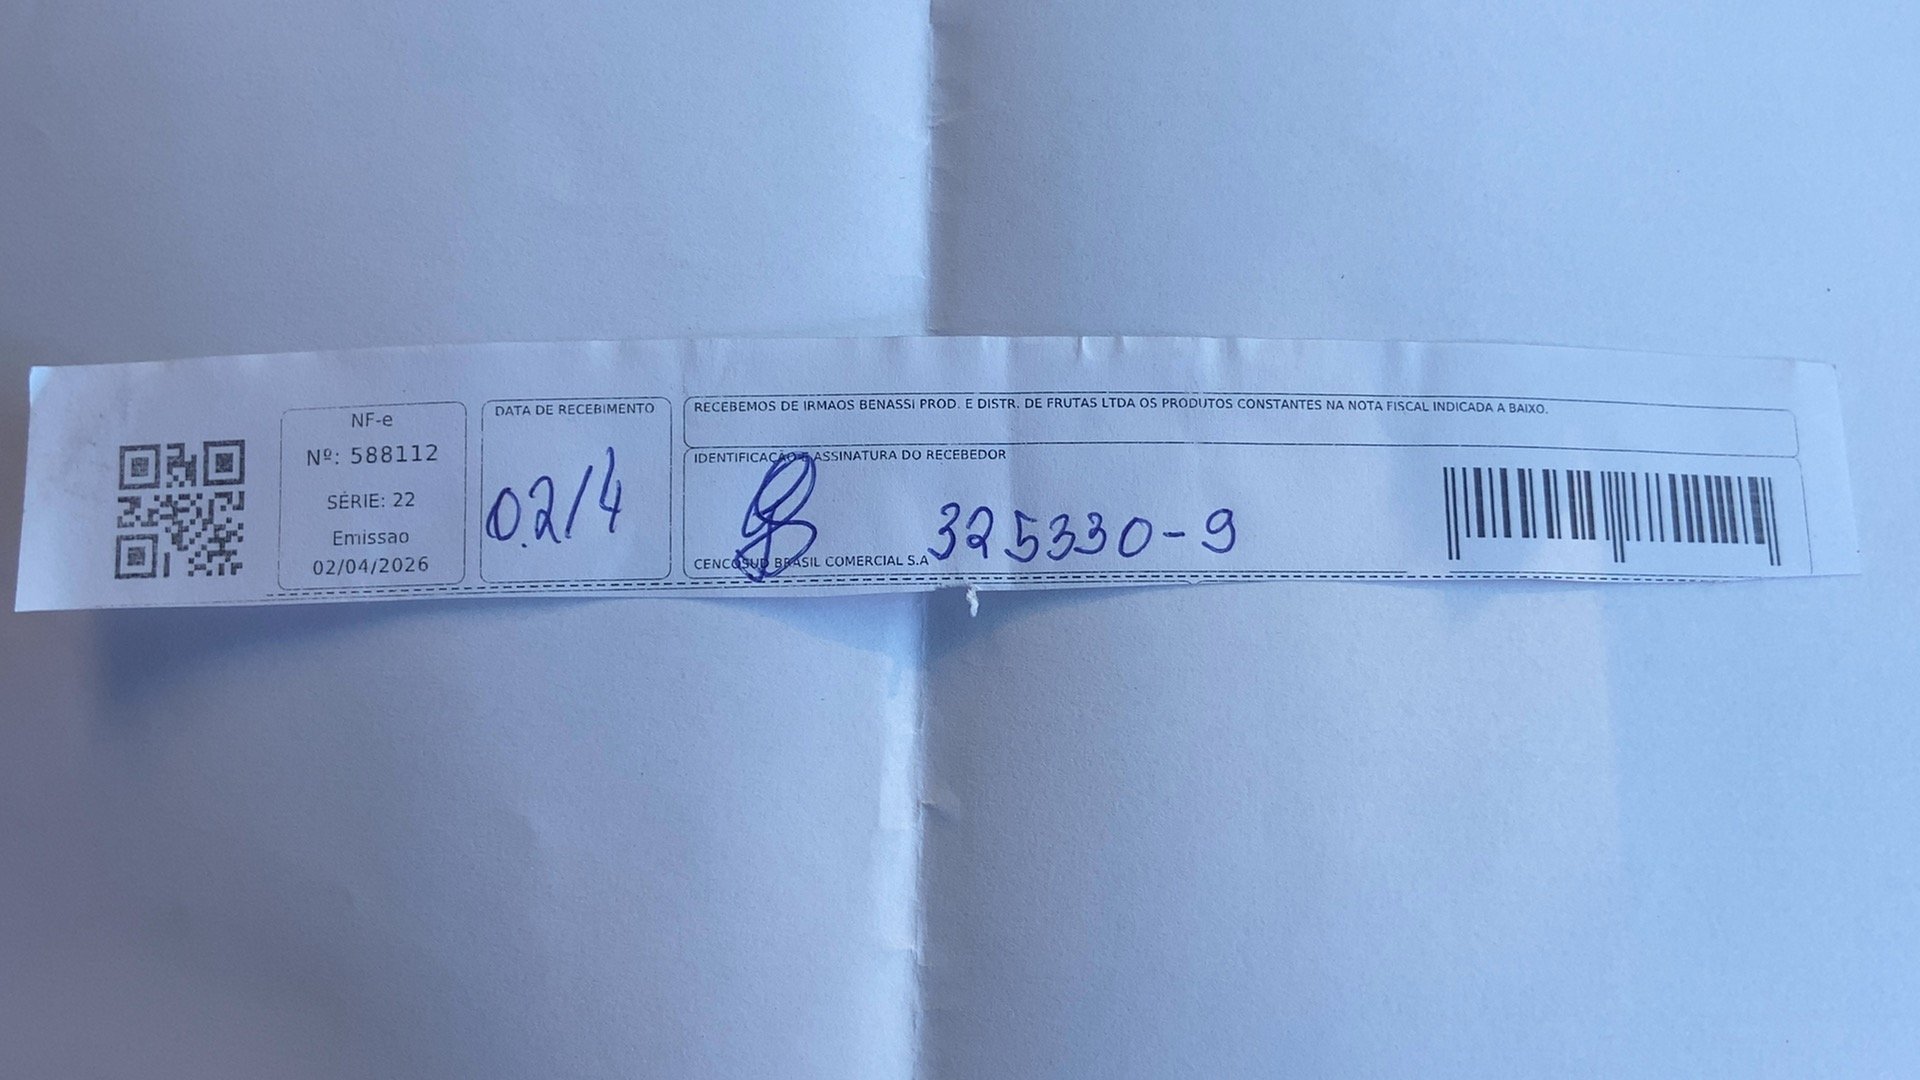 NF-e
Nº: 588112
SÉRIE: 22
Emissao
02/04/2026
DATA DE RECEBIMENTO
02/4
RECEBEMOS DE IRMAOS BENASSI PROD. E DISTR. DE FRUTAS LTDA OS PRODUTOS CONSTANTES NA NOTA FISCAL INDICADA A BAIXO.
IDENTIFICAÇÃO E ASSINATURA DO RECEBEDOR
325330-9
CENCOSUD BRASIL COMERCIAL S.A